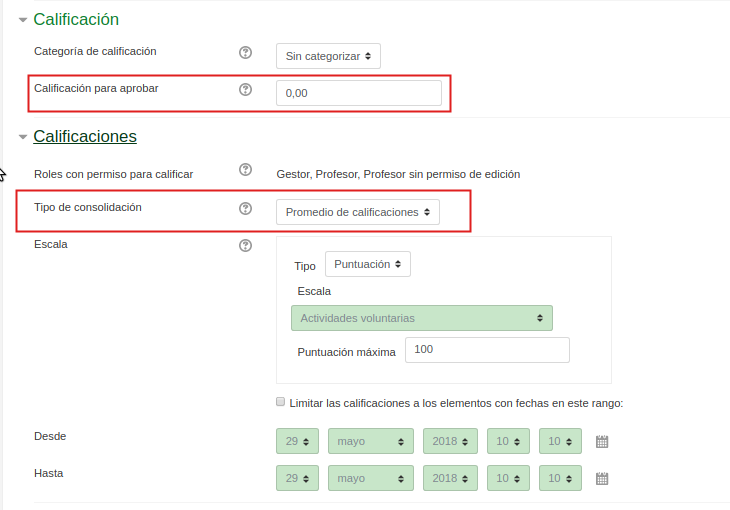 Calificación
Categoría de calificación ? Sin categorizar
Calificación para aprobar ? 0,00
Calificaciones
Roles con permiso para calificar ? Gestor, Profesor, Profesor sin permiso de edición
Tipo de consolidación ? Promedio de calificaciones
Escala ?
Tipo Puntuación
Escala
Actividades voluntarias
Puntuación máxima 100
Limitar las calificaciones a los elementos con fechas en este rango:
Desde 29 mayo 2018 10 10
Hasta 29 mayo 2018 10 10